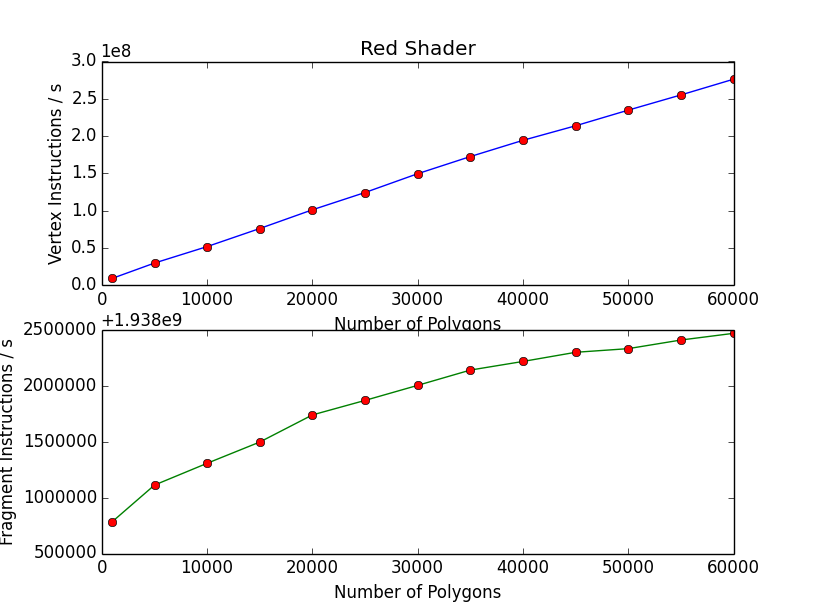 Red Shader
1e8
3.0
2.5
2.0
1.5
1.0
0.5
0.0
Vertex Instructions / s
0 10000 20000 30000 40000 50000 60000
Number of Polygons
+1.938e9
2500000
2000000
1500000
1000000
500000
Fragment Instructions / s
0 10000 20000 30000 40000 50000 60000
Number of Polygons